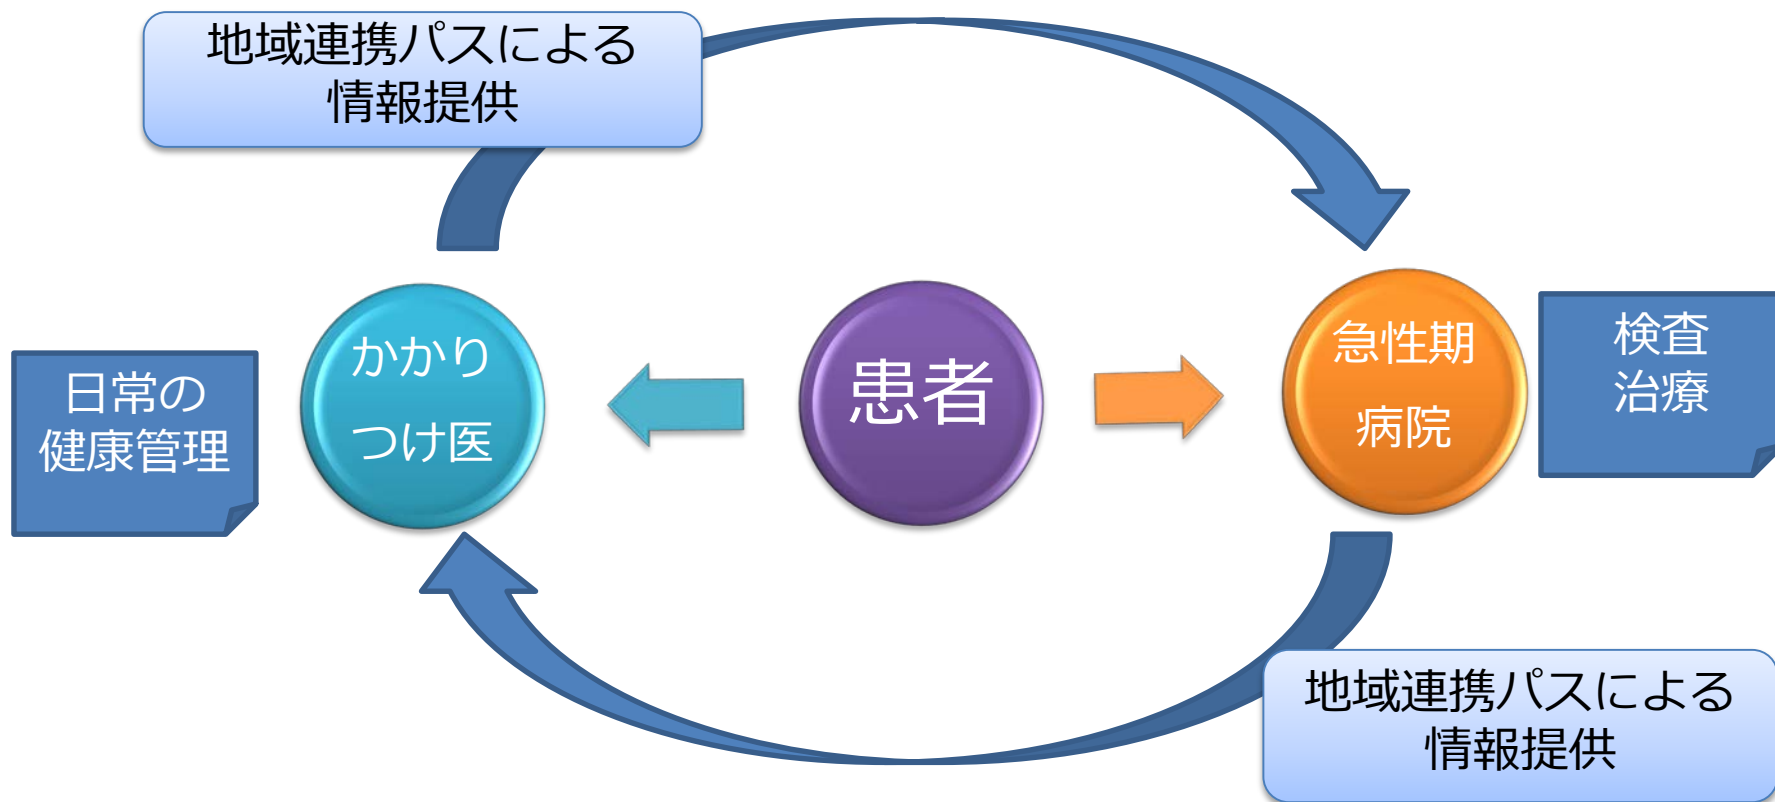 地域連携パスによる
情報提供
日常の
健康管理
かかり
つけ医
患者
急性期
病院
検査
治療
地域連携パスによる
情報提供